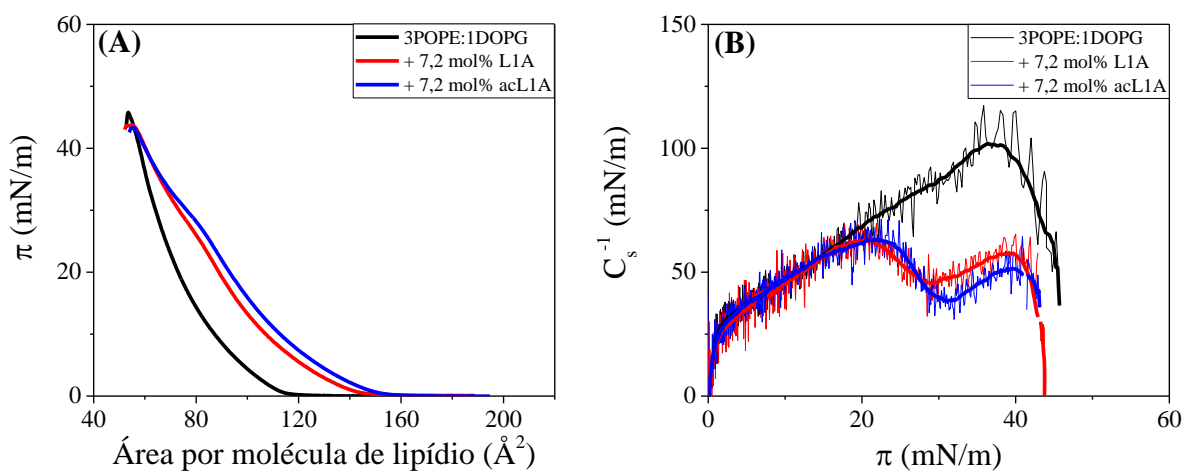 (A)
3POPE:1DOPG
+ 7,2 mol% L1A
+ 7,2 mol% acL1A
60
40
20
0
π (mN/m)
40 80 120 160 200
Área por molécula de lipídio (Å²)
(B)
3POPE:1DOPG
+ 7,2 mol% L1A
+ 7,2 mol% acL1A
150
100
50
0
Cₛ⁻¹ (mN/m)
0 20 40 60
π (mN/m)